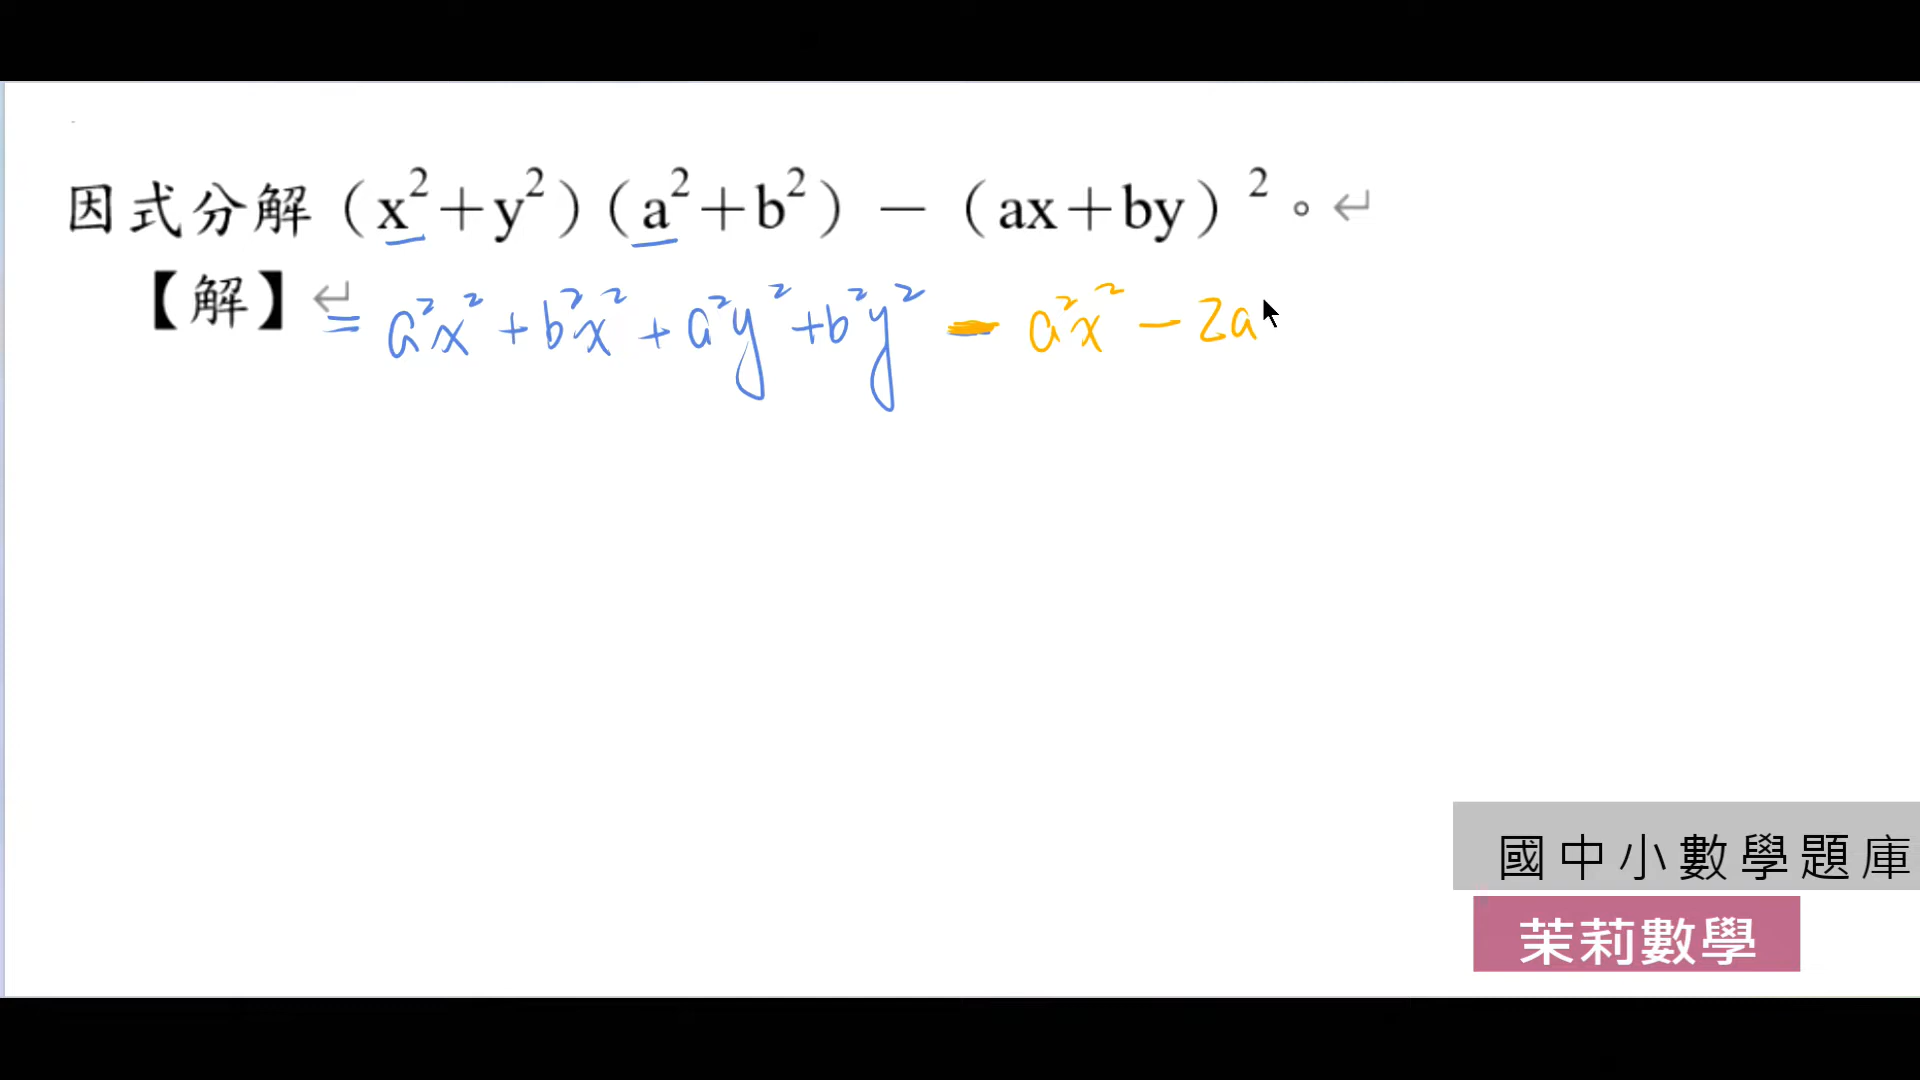 因式分解（x²+y²）（a²+b²）－（ax+by）²。↵
【解】↵
= a²x² + b²x² + a²y² + b²y² - a²x² - 2a
國中小數學題庫
茉莉數學